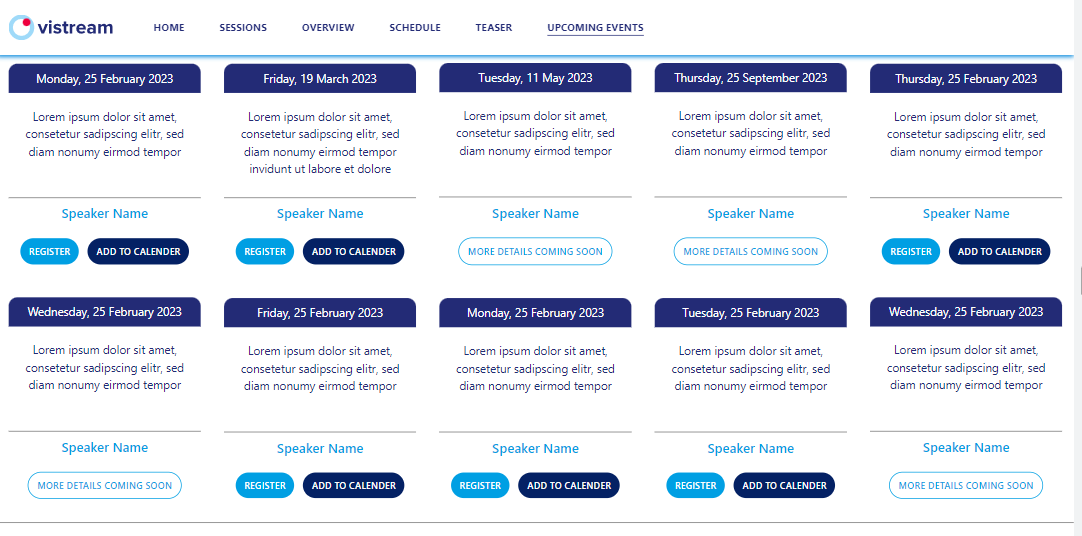 vistream HOME SESSIONS OVERVIEW SCHEDULE TEASER UPCOMING EVENTS
Monday, 25 February 2023
Lorem ipsum dolor sit amet,
consetetur sadipscing elitr, sed
diam nonumy eirmod tempor
Speaker Name
REGISTER ADD TO CALENDER
Friday, 19 March 2023
Lorem ipsum dolor sit amet,
consetetur sadipscing elitr, sed
diam nonumy eirmod tempor
invidunt ut labore et dolore
Speaker Name
REGISTER ADD TO CALENDER
Tuesday, 11 May 2023
Lorem ipsum dolor sit amet,
consetetur sadipscing elitr, sed
diam nonumy eirmod tempor
Speaker Name
MORE DETAILS COMING SOON
Thursday, 25 September 2023
Lorem ipsum dolor sit amet,
consetetur sadipscing elitr, sed
diam nonumy eirmod tempor
Speaker Name
MORE DETAILS COMING SOON
Thursday, 25 February 2023
Lorem ipsum dolor sit amet,
consetetur sadipscing elitr, sed
diam nonumy eirmod tempor
Speaker Name
REGISTER ADD TO CALENDER
Wednesday, 25 February 2023
Lorem ipsum dolor sit amet,
consetetur sadipscing elitr, sed
diam nonumy eirmod tempor
Speaker Name
MORE DETAILS COMING SOON
Friday, 25 February 2023
Lorem ipsum dolor sit amet,
consetetur sadipscing elitr, sed
diam nonumy eirmod tempor
Speaker Name
REGISTER ADD TO CALENDER
Monday, 25 February 2023
Lorem ipsum dolor sit amet,
consetetur sadipscing elitr, sed
diam nonumy eirmod tempor
Speaker Name
REGISTER ADD TO CALENDER
Tuesday, 25 February 2023
Lorem ipsum dolor sit amet,
consetetur sadipscing elitr, sed
diam nonumy eirmod tempor
Speaker Name
REGISTER ADD TO CALENDER
Wednesday, 25 February 2023
Lorem ipsum dolor sit amet,
consetetur sadipscing elitr, sed
diam nonumy eirmod tempor
Speaker Name
MORE DETAILS COMING SOON